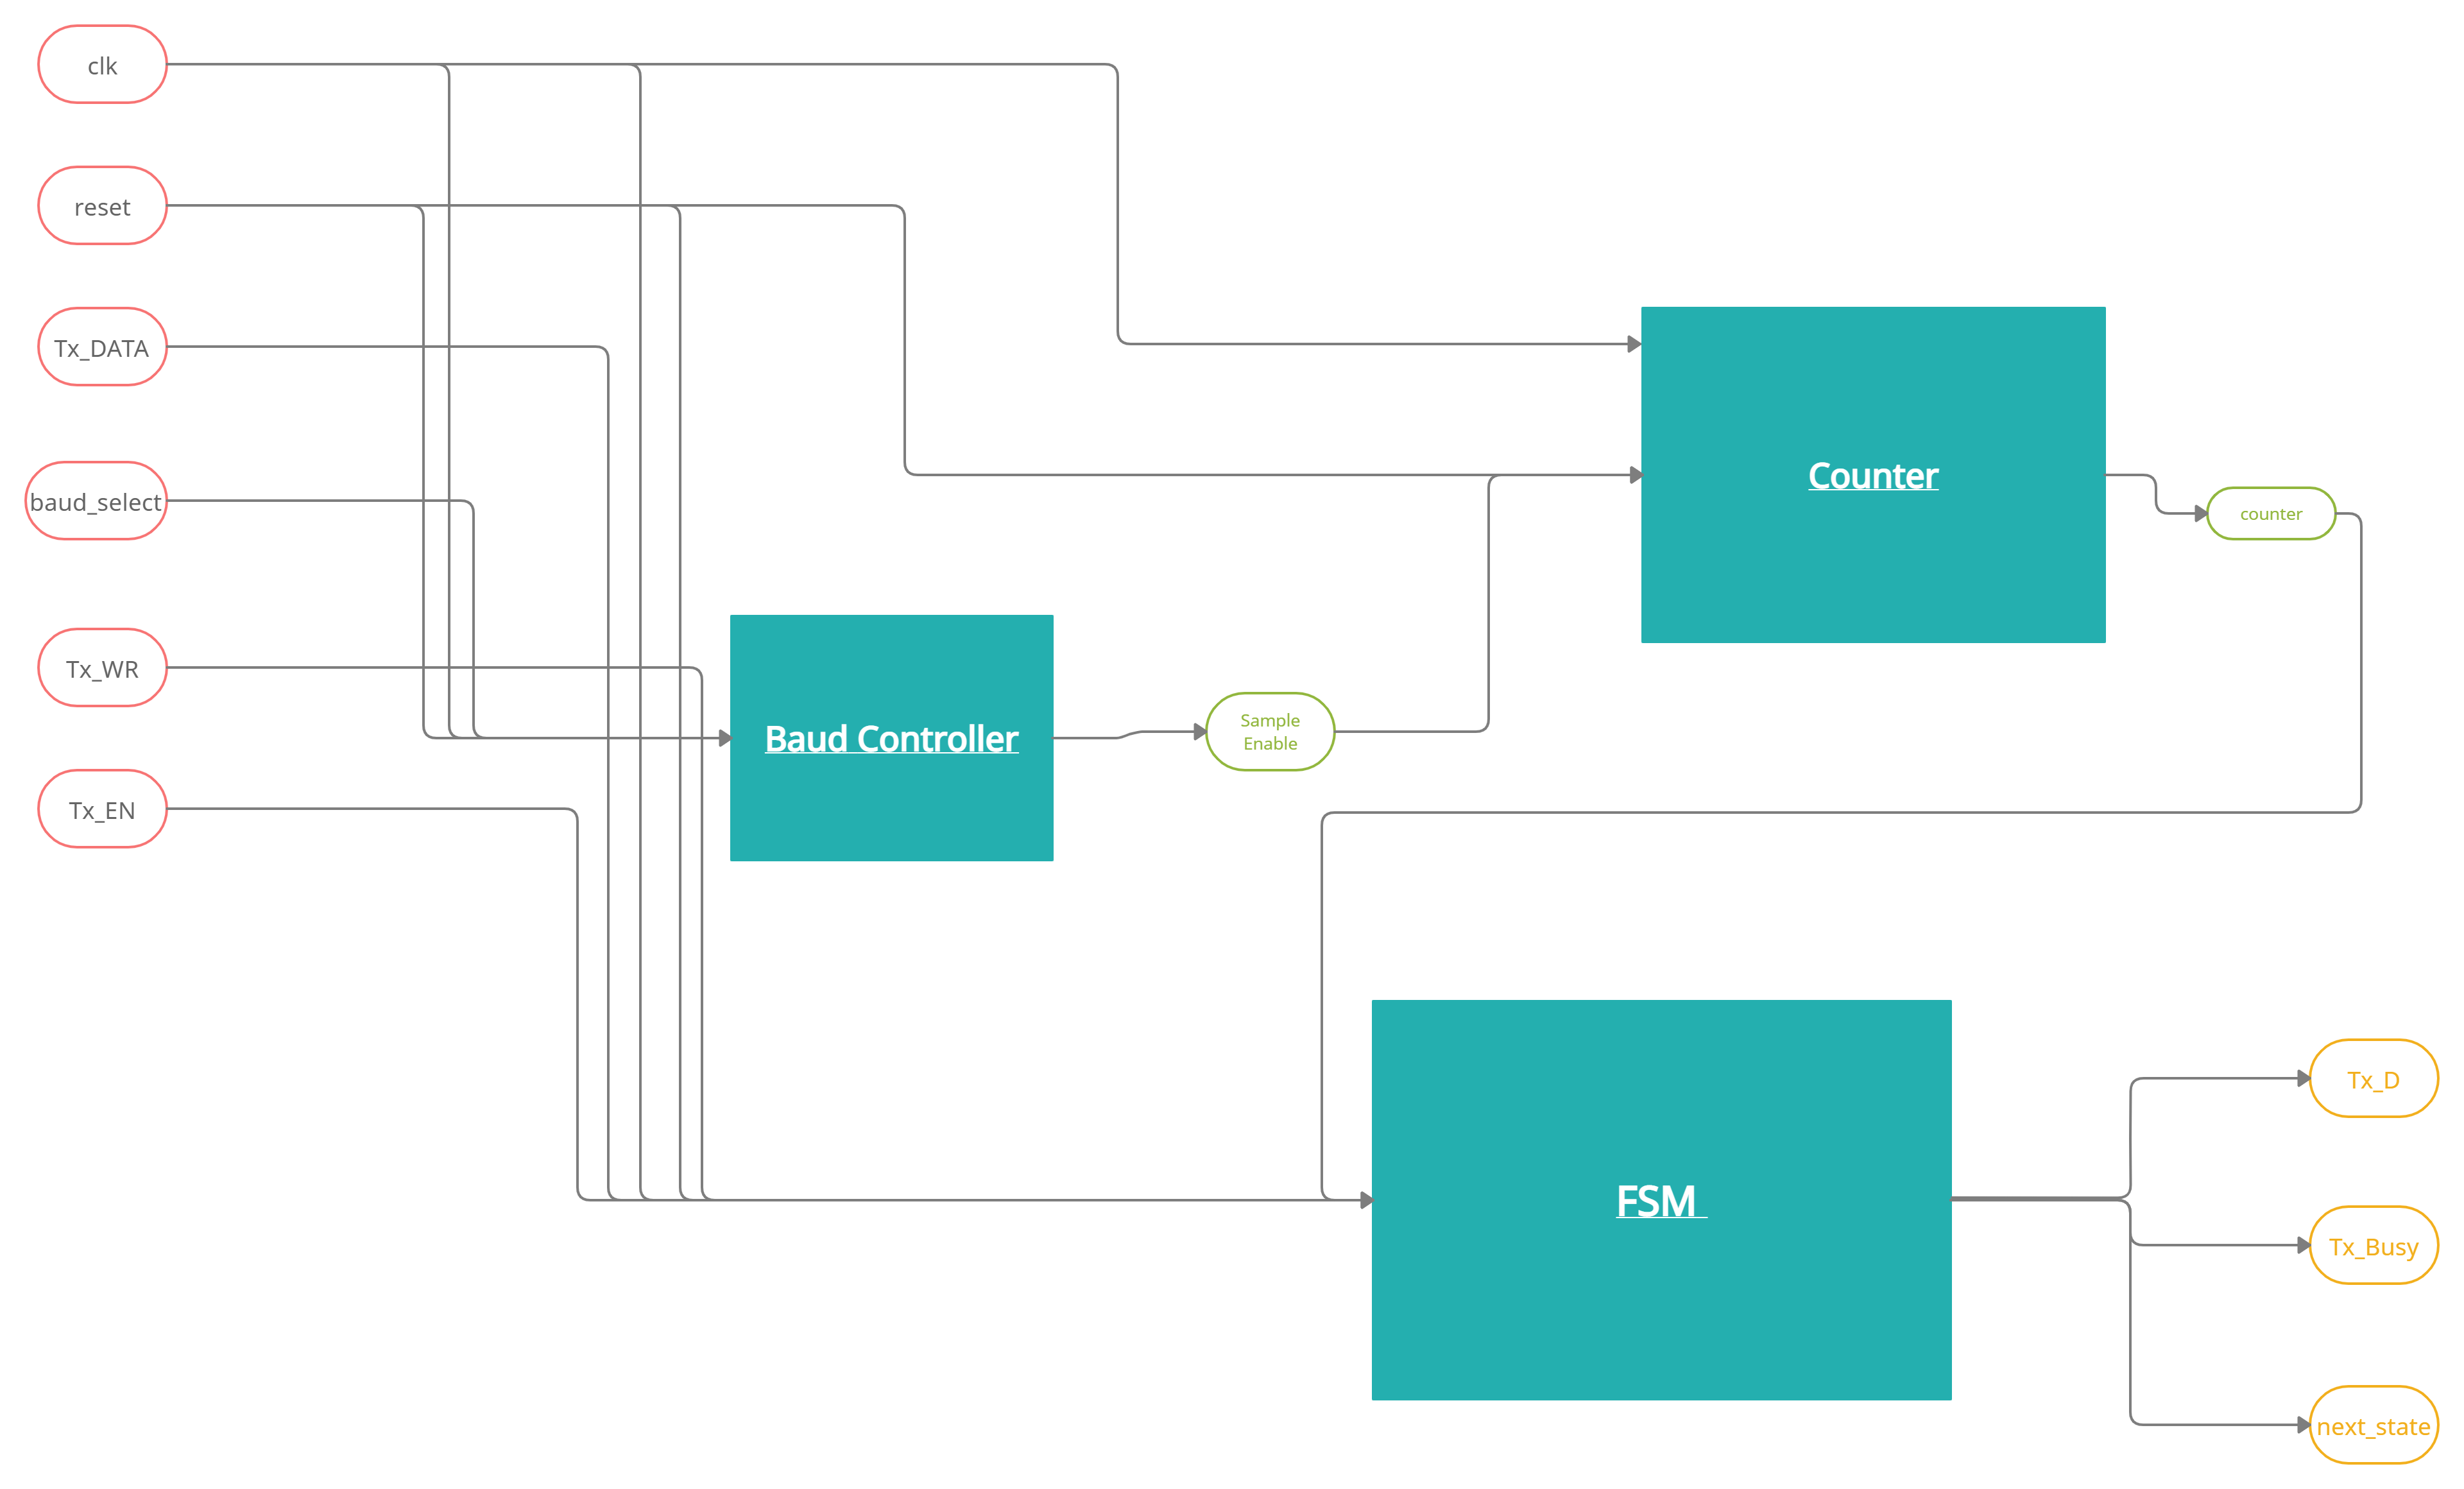 clk
reset
Tx_DATA
baud_select
Tx_WR
Tx_EN
Baud Controller
Sample
Enable
Counter
counter
FSM
Tx_D
Tx_Busy
next_state